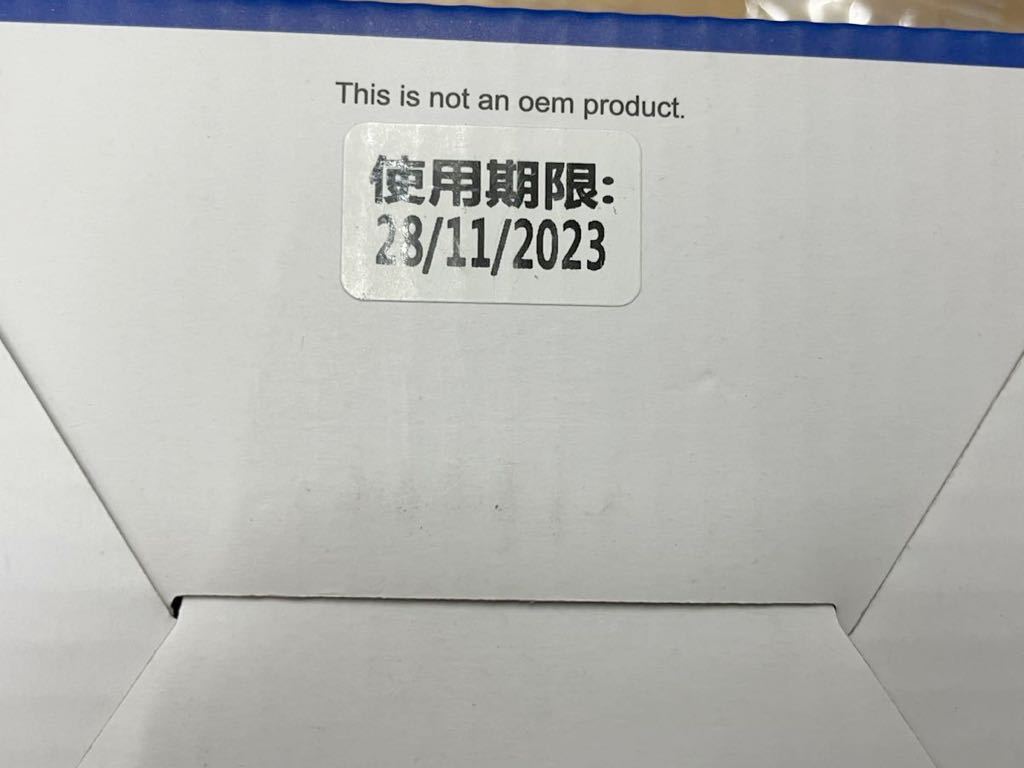 This is not an oem product.
使用期限:
28/11/2023